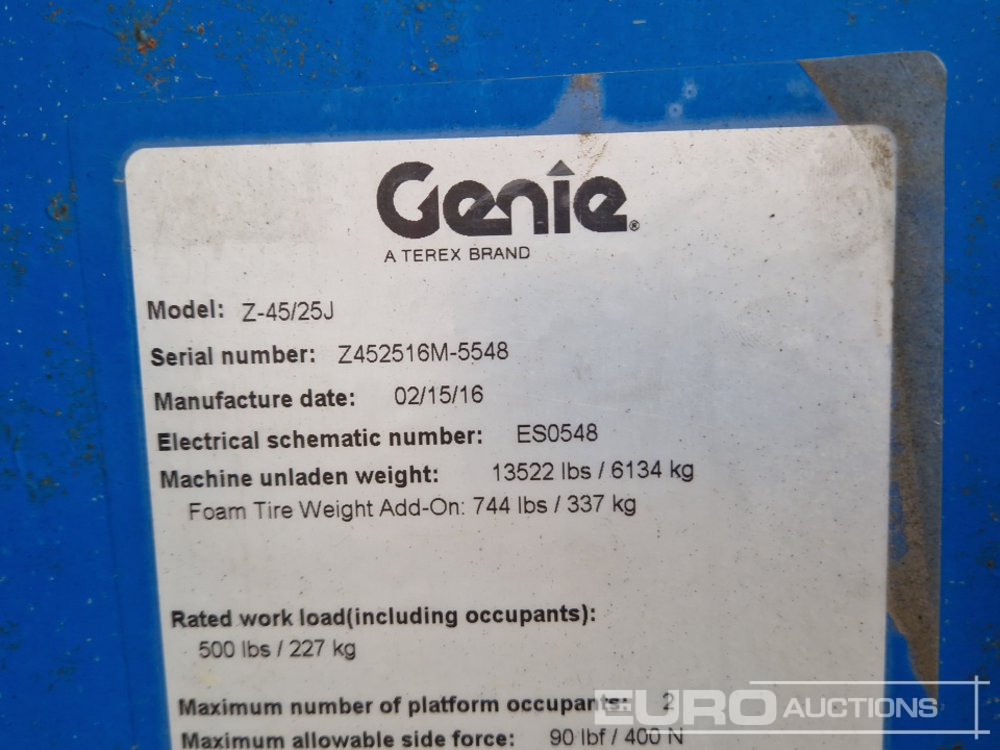 Genie®
A TEREX BRAND
Model: Z-45/25J
Serial number: Z452516M-5548
Manufacture date: 02/15/16
Electrical schematic number: ES0548
Machine unladen weight: 13522 lbs / 6134 kg
Foam Tire Weight Add-On: 744 lbs / 337 kg
Rated work load(including occupants):
500 lbs / 227 kg
Maximum number of platform occupants: 2
Maximum allowable side force: 90 lbf / 400 N
EURO AUCTIONS